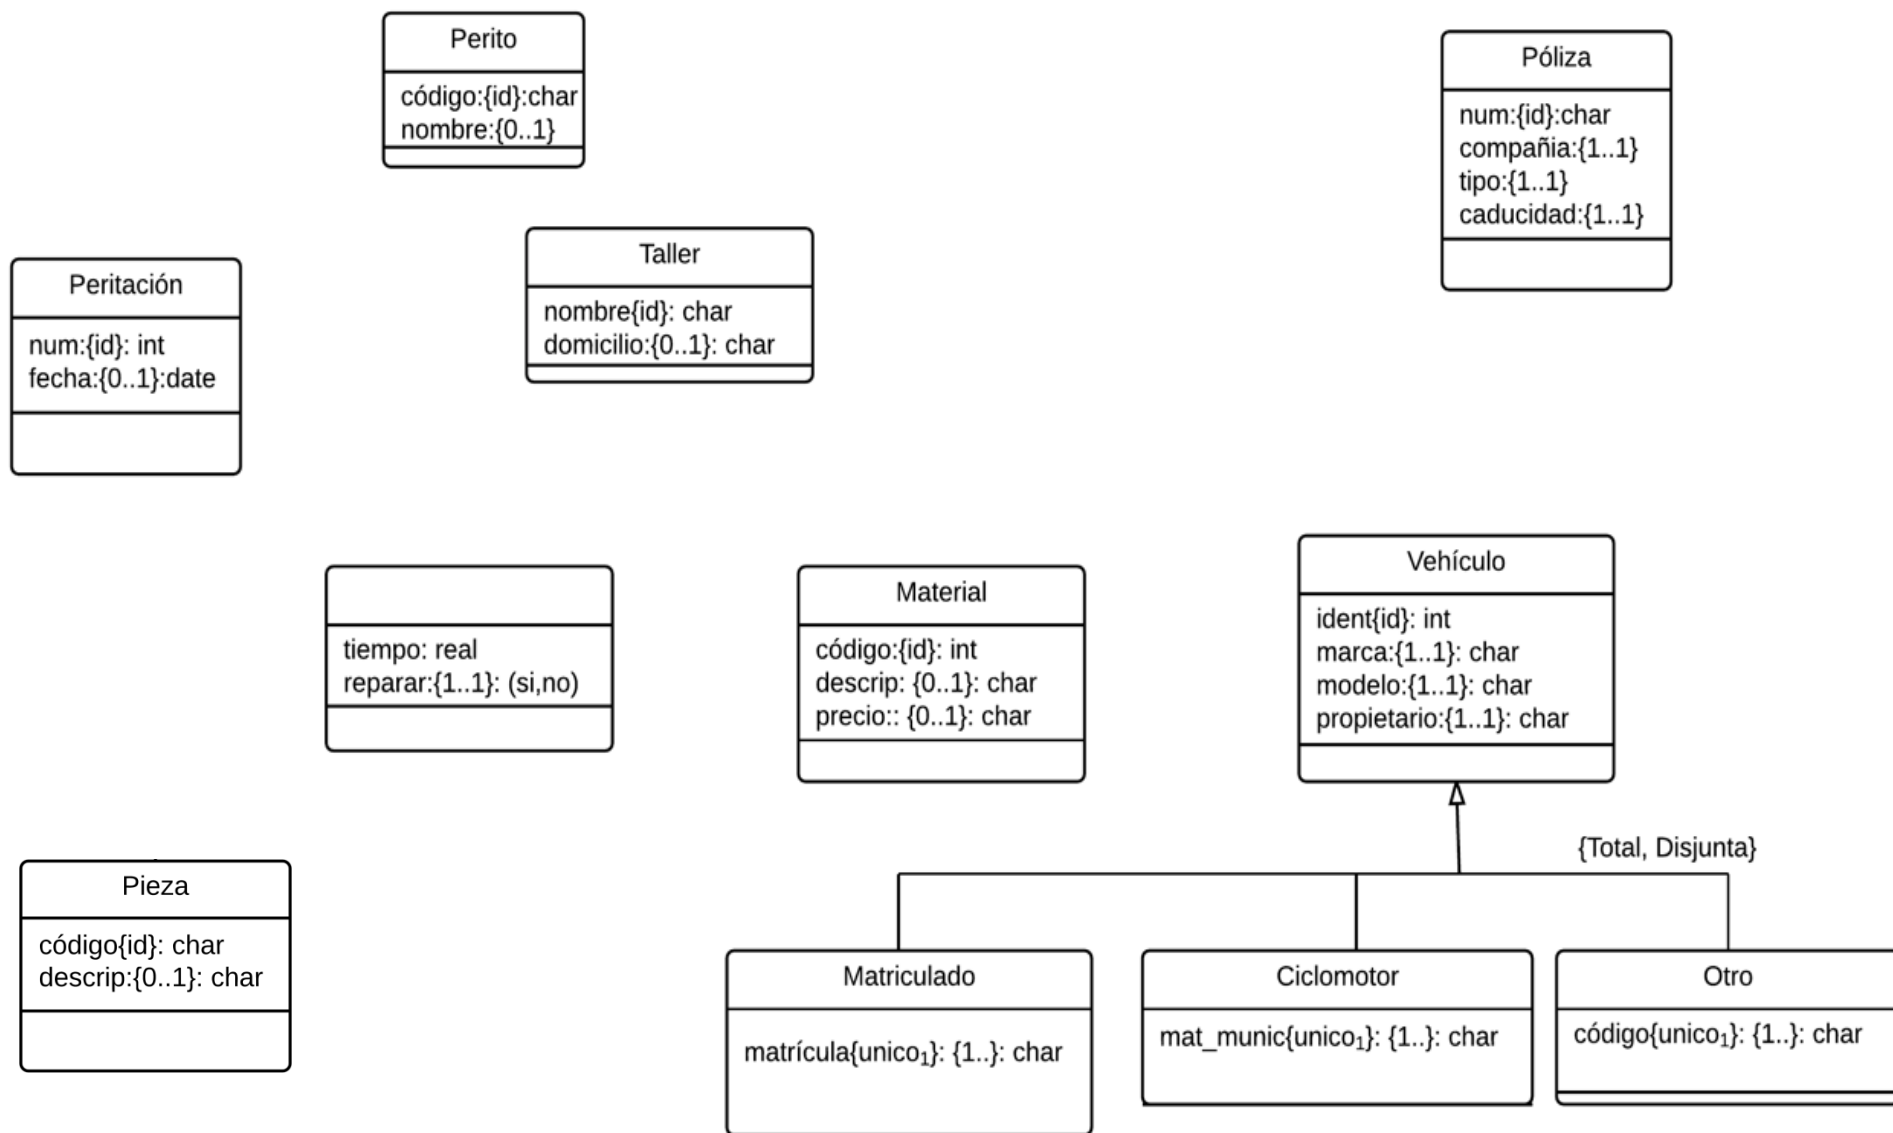 Perito
código:{id}:char
nombre:{0..1}
Póliza
num:{id}:char
compañia:{1..1}
tipo:{1..1}
caducidad:{1..1}
Taller
nombre{id}: char
domicilio:{0..1}: char
Peritación
num:{id}: int
fecha:{0..1}:date
tiempo: real
reparar:{1..1}: (si,no)
Material
código:{id}: int
descrip: {0..1}: char
precio:: {0..1}: char
Vehículo
ident{id}: int
marca:{1..1}: char
modelo:{1..1}: char
propietario:{1..1}: char
{Total, Disjunta}
Pieza
código{id}: char
descrip:{0..1}: char
Matriculado
matrícula{unico₁}: {1..}: char
Ciclomotor
mat_munic{unico₁}: {1..}: char
Otro
código{unico₁}: {1..}: char